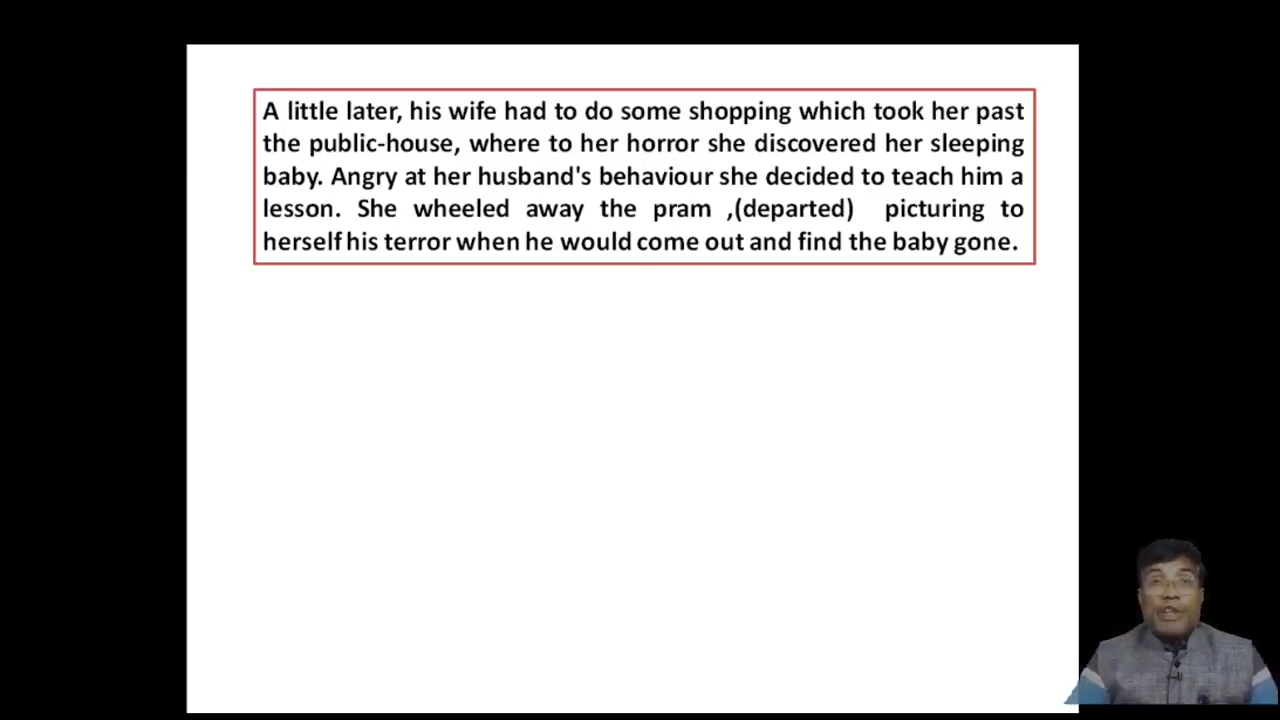 A little later, his wife had to do some shopping which took her past
the public-house, where to her horror she discovered her sleeping
baby. Angry at her husband's behaviour she decided to teach him a
lesson. She wheeled away the pram ,(departed) picturing to
herself his terror when he would come out and find the baby gone.